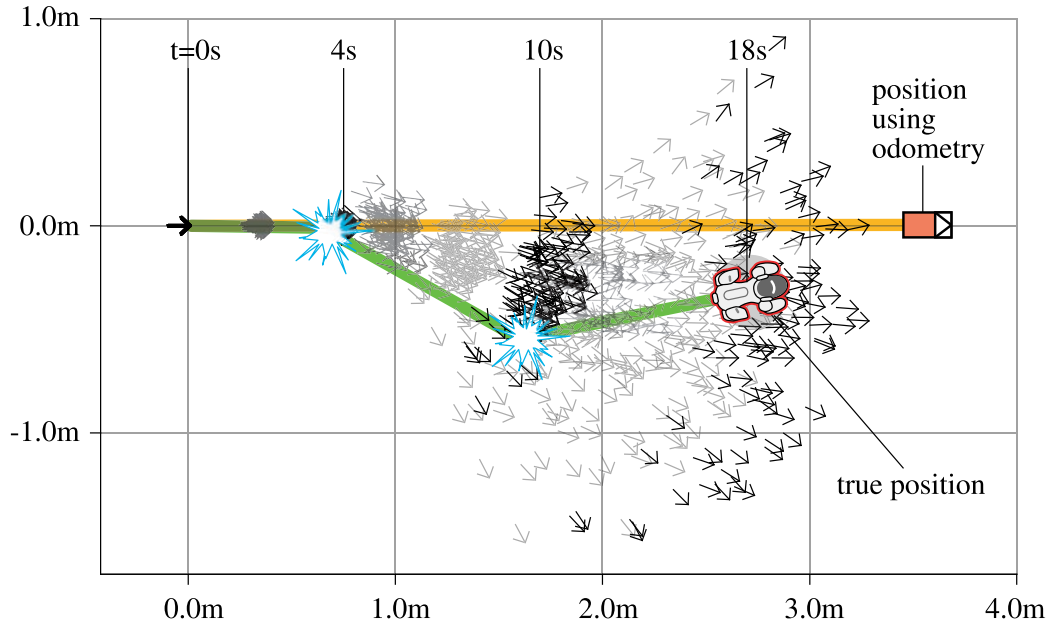 1.0m
t=0s 4s 10s 18s
position
using
odometry
0.0m
-1.0m
true position
0.0m 1.0m 2.0m 3.0m 4.0m